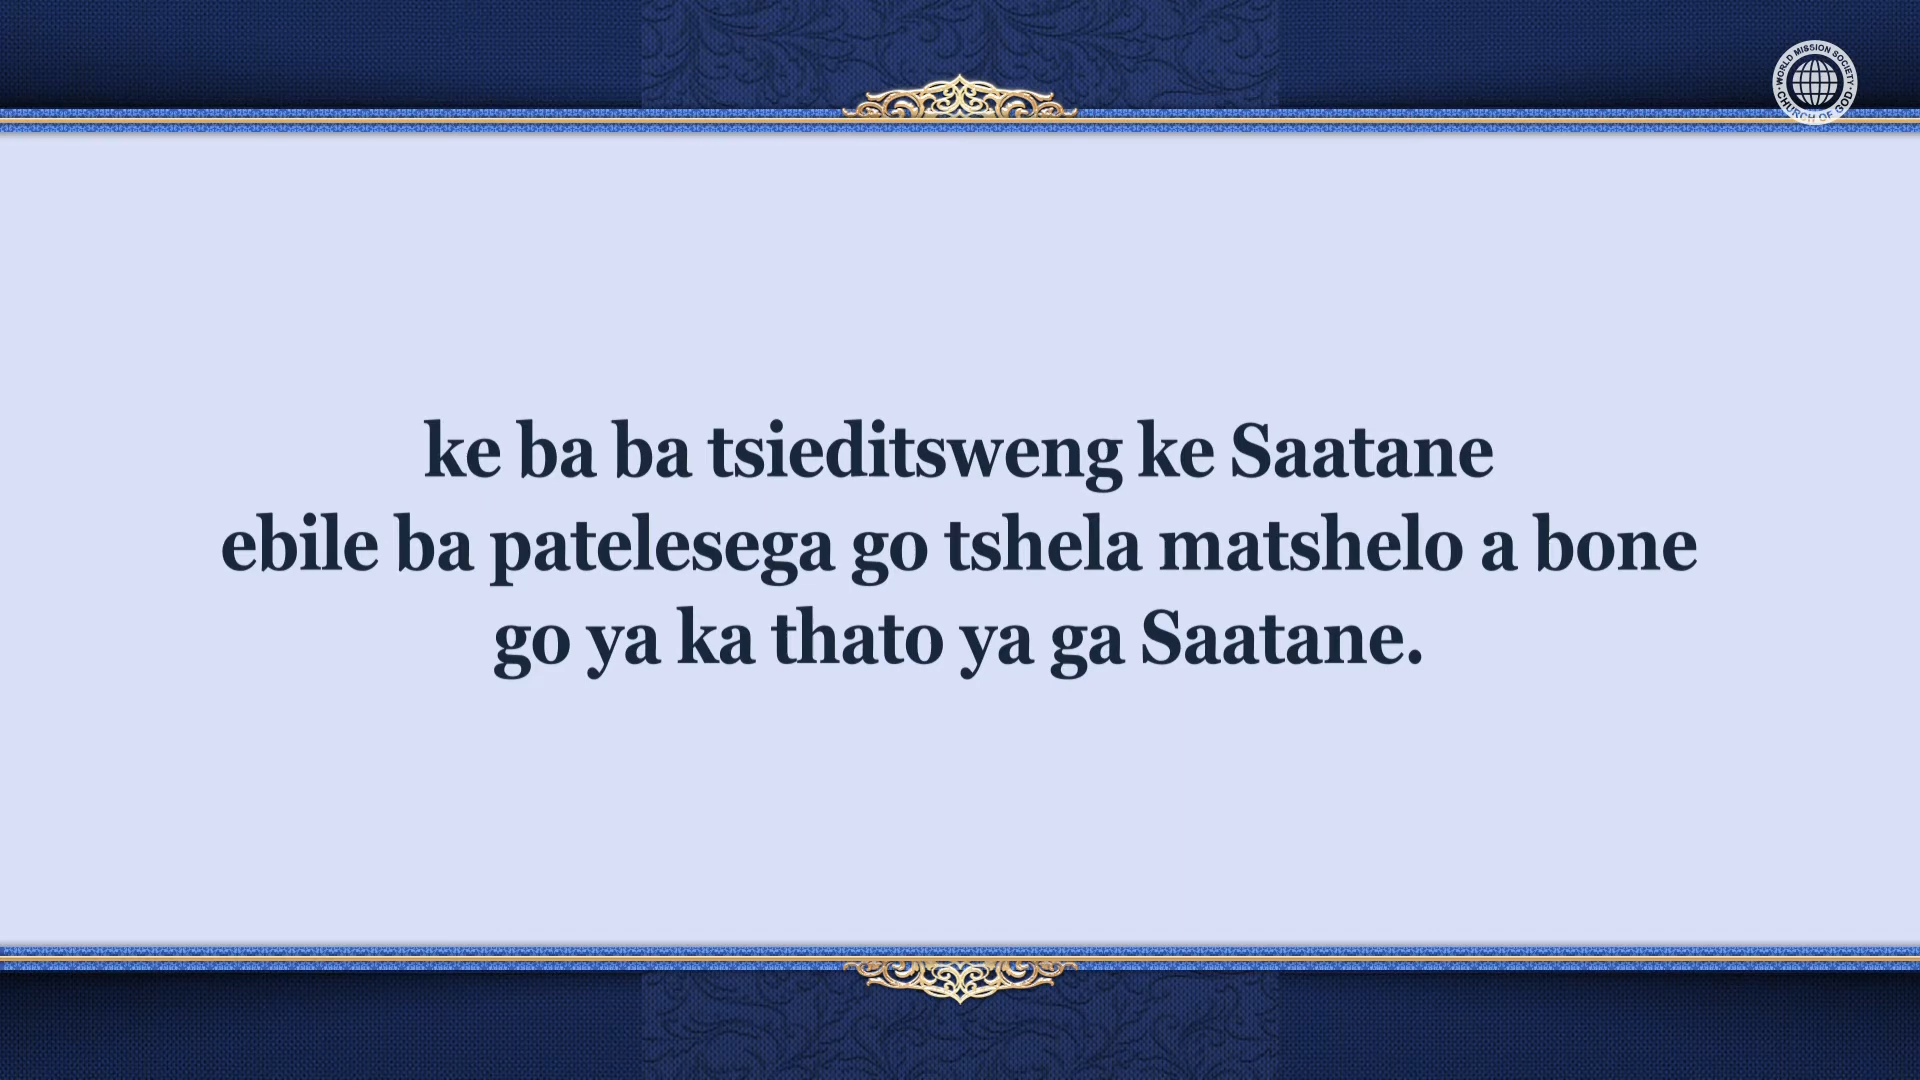 WORLD MISSION SOCIETY
CHURCH OF GOD
ke ba ba tsieditsweng ke Saatane
ebile ba patelesega go tshela matshelo a bone
go ya ka thato ya ga Saatane.